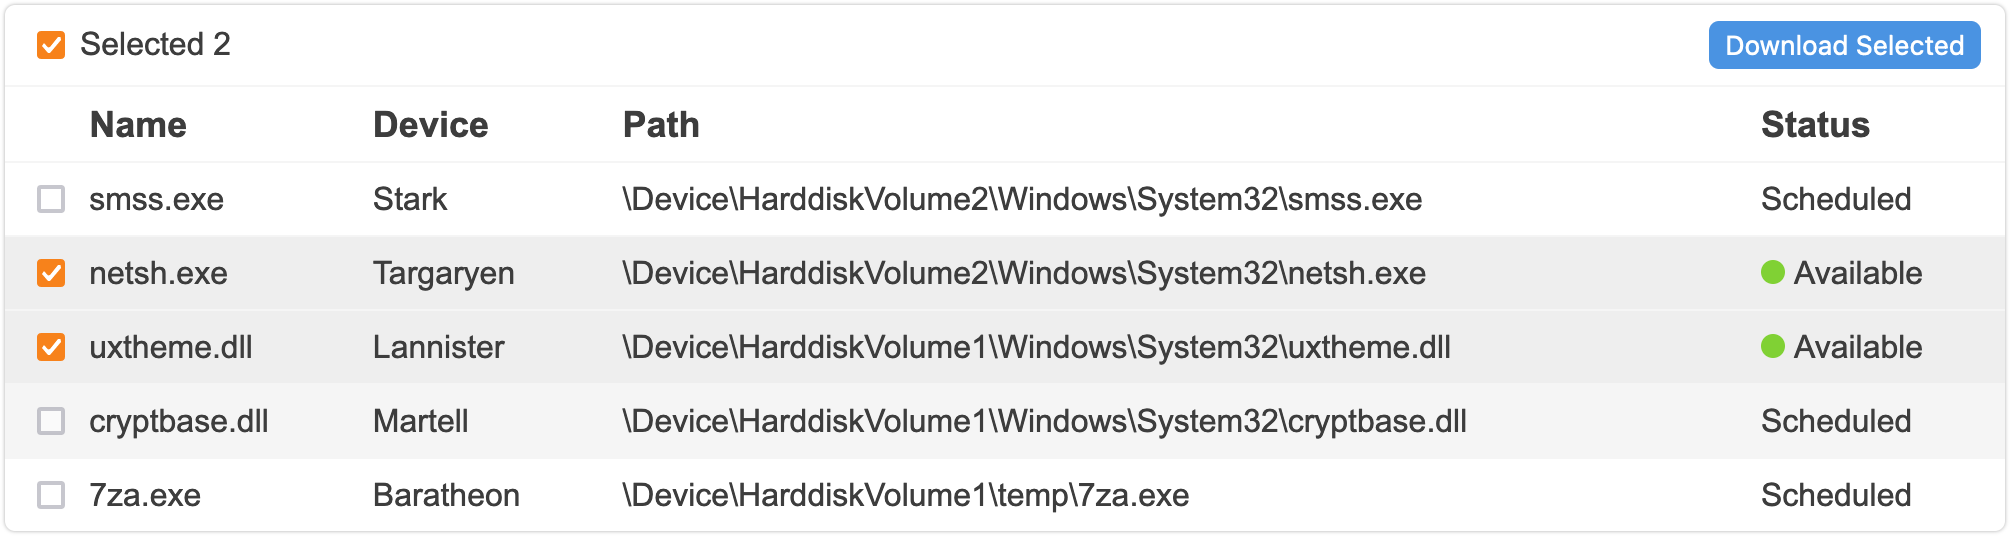 Selected 2 Download Selected
Name Device Path Status
smss.exe Stark \Device\HarddiskVolume2\Windows\System32\smss.exe Scheduled
netsh.exe Targaryen \Device\HarddiskVolume2\Windows\System32\netsh.exe Available
uxtheme.dll Lannister \Device\HarddiskVolume1\Windows\System32\uxtheme.dll Available
cryptbase.dll Martell \Device\HarddiskVolume1\Windows\System32\cryptbase.dll Scheduled
7za.exe Baratheon \Device\HarddiskVolume1\temp\7za.exe Scheduled